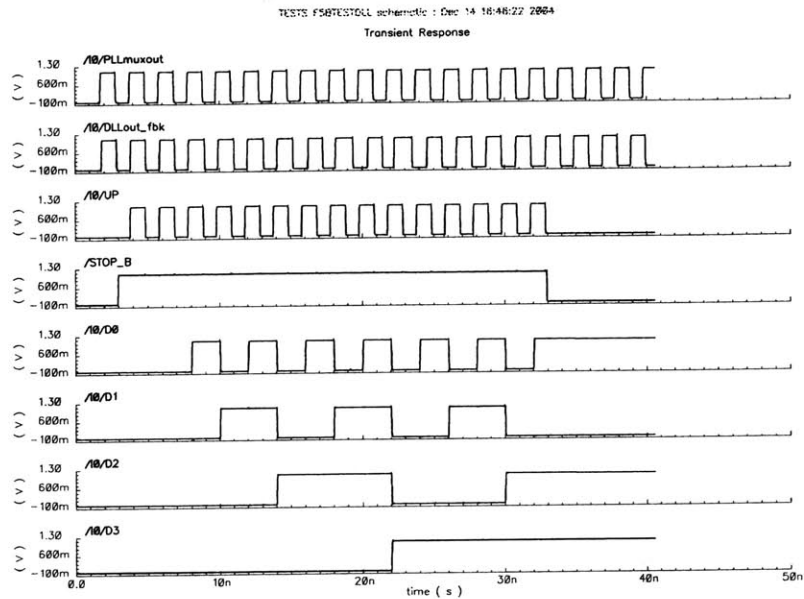 TESTS F58TESTDLL schematic : Dec 14 18:48:22 2004
Transient Response
/I0/PLLmuxout
1.30
600m
-100m
( V )
/I0/DLLout_fbk
1.30
600m
-100m
( V )
/I0/UP
1.30
600m
-100m
( V )
/STOP_B
1.30
600m
-100m
( V )
/I0/D0
1.30
600m
-100m
( V )
/I0/D1
1.30
600m
-100m
( V )
/I0/D2
1.30
600m
-100m
( V )
/I0/D3
1.30
600m
-100m
( V )
0.0 10n 20n 30n 40n 50n
time ( s )